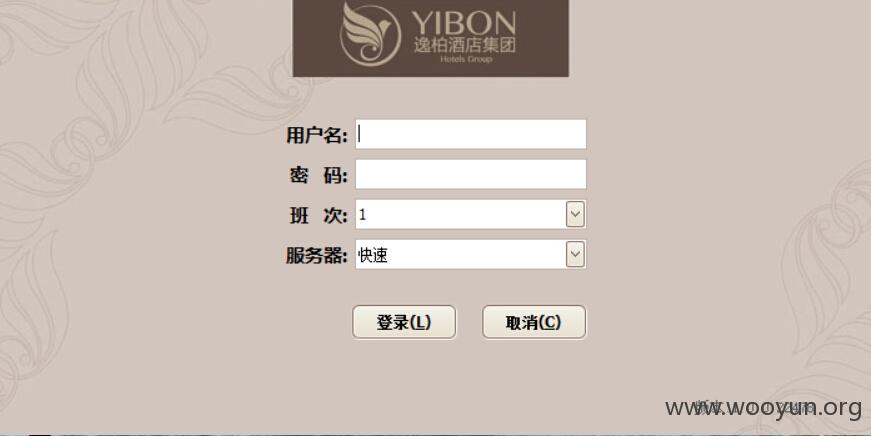 YIBON
逸柏酒店集团
Hotels Group
用户名:
密 码:
班 次: 1
服务器: 快速
登录(L) 取消(C)
www.wooyun.org